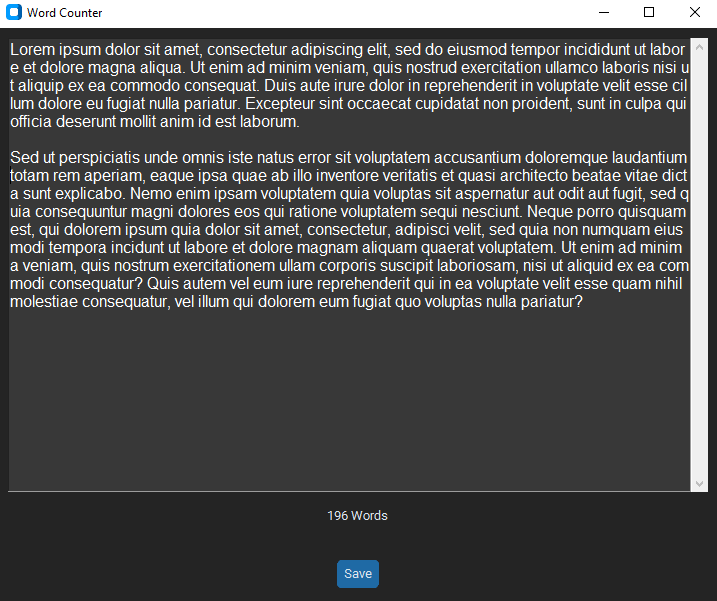 Word Counter
Lorem ipsum dolor sit amet, consectetur adipiscing elit, sed do eiusmod tempor incididunt ut labor
e et dolore magna aliqua. Ut enim ad minim veniam, quis nostrud exercitation ullamco laboris nisi u
t aliquip ex ea commodo consequat. Duis aute irure dolor in reprehenderit in voluptate velit esse cil
lum dolore eu fugiat nulla pariatur. Excepteur sint occaecat cupidatat non proident, sunt in culpa qui
officia deserunt mollit anim id est laborum.
Sed ut perspiciatis unde omnis iste natus error sit voluptatem accusantium doloremque laudantium
totam rem aperiam, eaque ipsa quae ab illo inventore veritatis et quasi architecto beatae vitae dict
a sunt explicabo. Nemo enim ipsam voluptatem quia voluptas sit aspernatur aut odit aut fugit, sed q
uia consequuntur magni dolores eos qui ratione voluptatem sequi nesciunt. Neque porro quisquam
est, qui dolorem ipsum quia dolor sit amet, consectetur, adipisci velit, sed quia non numquam eius
modi tempora incidunt ut labore et dolore magnam aliquam quaerat voluptatem. Ut enim ad minim
a veniam, quis nostrum exercitationem ullam corporis suscipit laboriosam, nisi ut aliquid ex ea com
modi consequatur? Quis autem vel eum iure reprehenderit qui in ea voluptate velit esse quam nihil
molestiae consequatur, vel illum qui dolorem eum fugiat quo voluptas nulla pariatur?
196 Words
Save